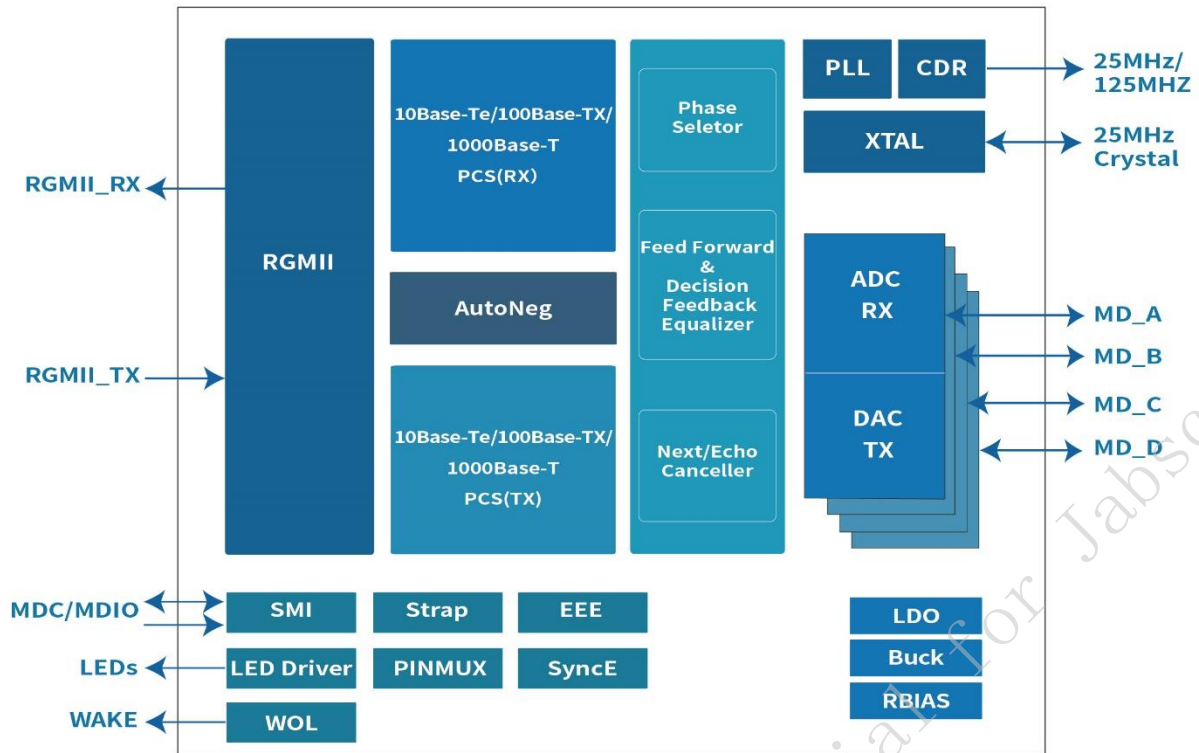 RGMII_RX
RGMII_TX
RGMII
10Base-Te/100Base-TX/
1000Base-T
PCS(RX)
AutoNeg
10Base-Te/100Base-TX/
1000Base-T
PCS(TX)
Phase
Seletor
Feed Forward
&
Decision
Feedback
Equalizer
Next/Echo
Canceller
PLL
CDR
25MHz/
125MHZ
XTAL
25MHz
Crystal
ADC
RX
DAC
TX
MD_A
MD_B
MD_C
MD_D
MDC/MDIO
SMI
Strap
EEE
LEDs
LED Driver
PINMUX
SyncE
WAKE
WOL
LDO
Buck
RBIAS
for